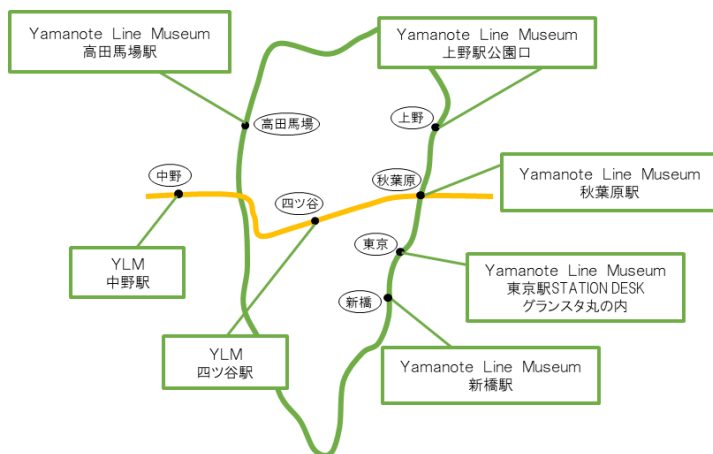 Yamanote Line Museum
高田馬場駅
Yamanote Line Museum
上野駅公園口
高田馬場
上野
中野
四ツ谷
秋葉原
Yamanote Line Museum
秋葉原駅
東京
YLM
中野駅
Yamanote Line Museum
東京駅STATION DESK
グランスタ丸の内
新橋
YLM
四ツ谷駅
Yamanote Line Museum
新橋駅